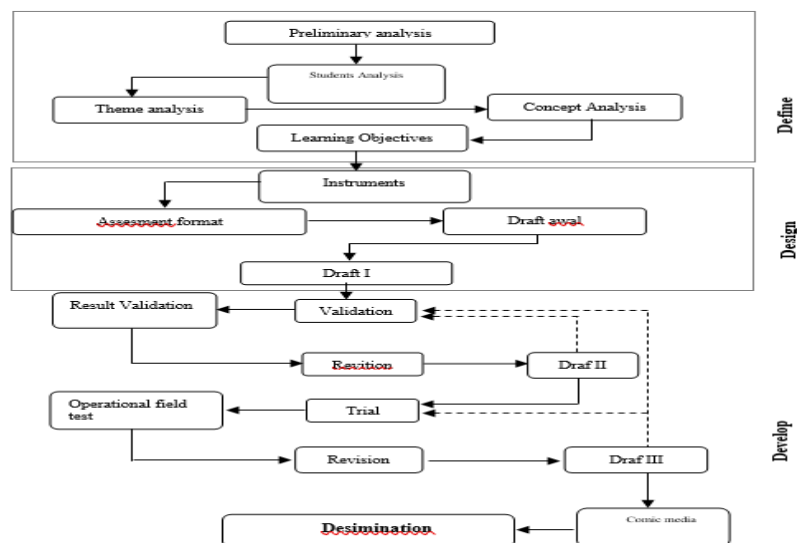 Preliminary analysis
Students Analysis
Theme analysis
Concept Analysis
Learning Objectives
Define
Instruments
Assesment format
Draft awal
Draft I
Design
Result Validation
Validation
Revition
Draf II
Operational field
test
Trial
Revision
Draf III
Develop
Comic media
Desimination